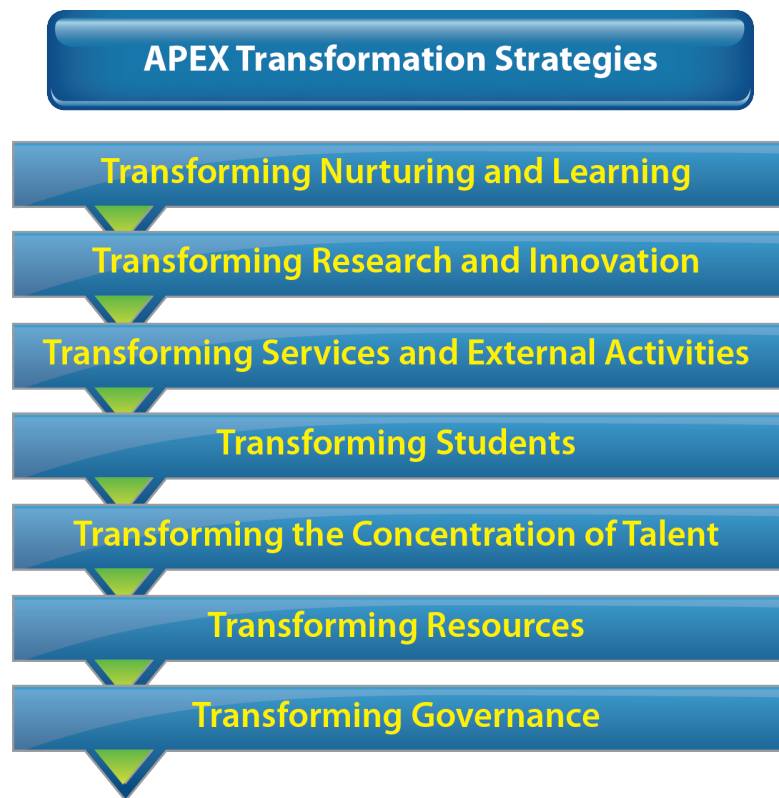 APEX Transformation Strategies
Transforming Nurturing and Learning
Transforming Research and Innovation
Transforming Services and External Activities
Transforming Students
Transforming the Concentration of Talent
Transforming Resources
Transforming Governance